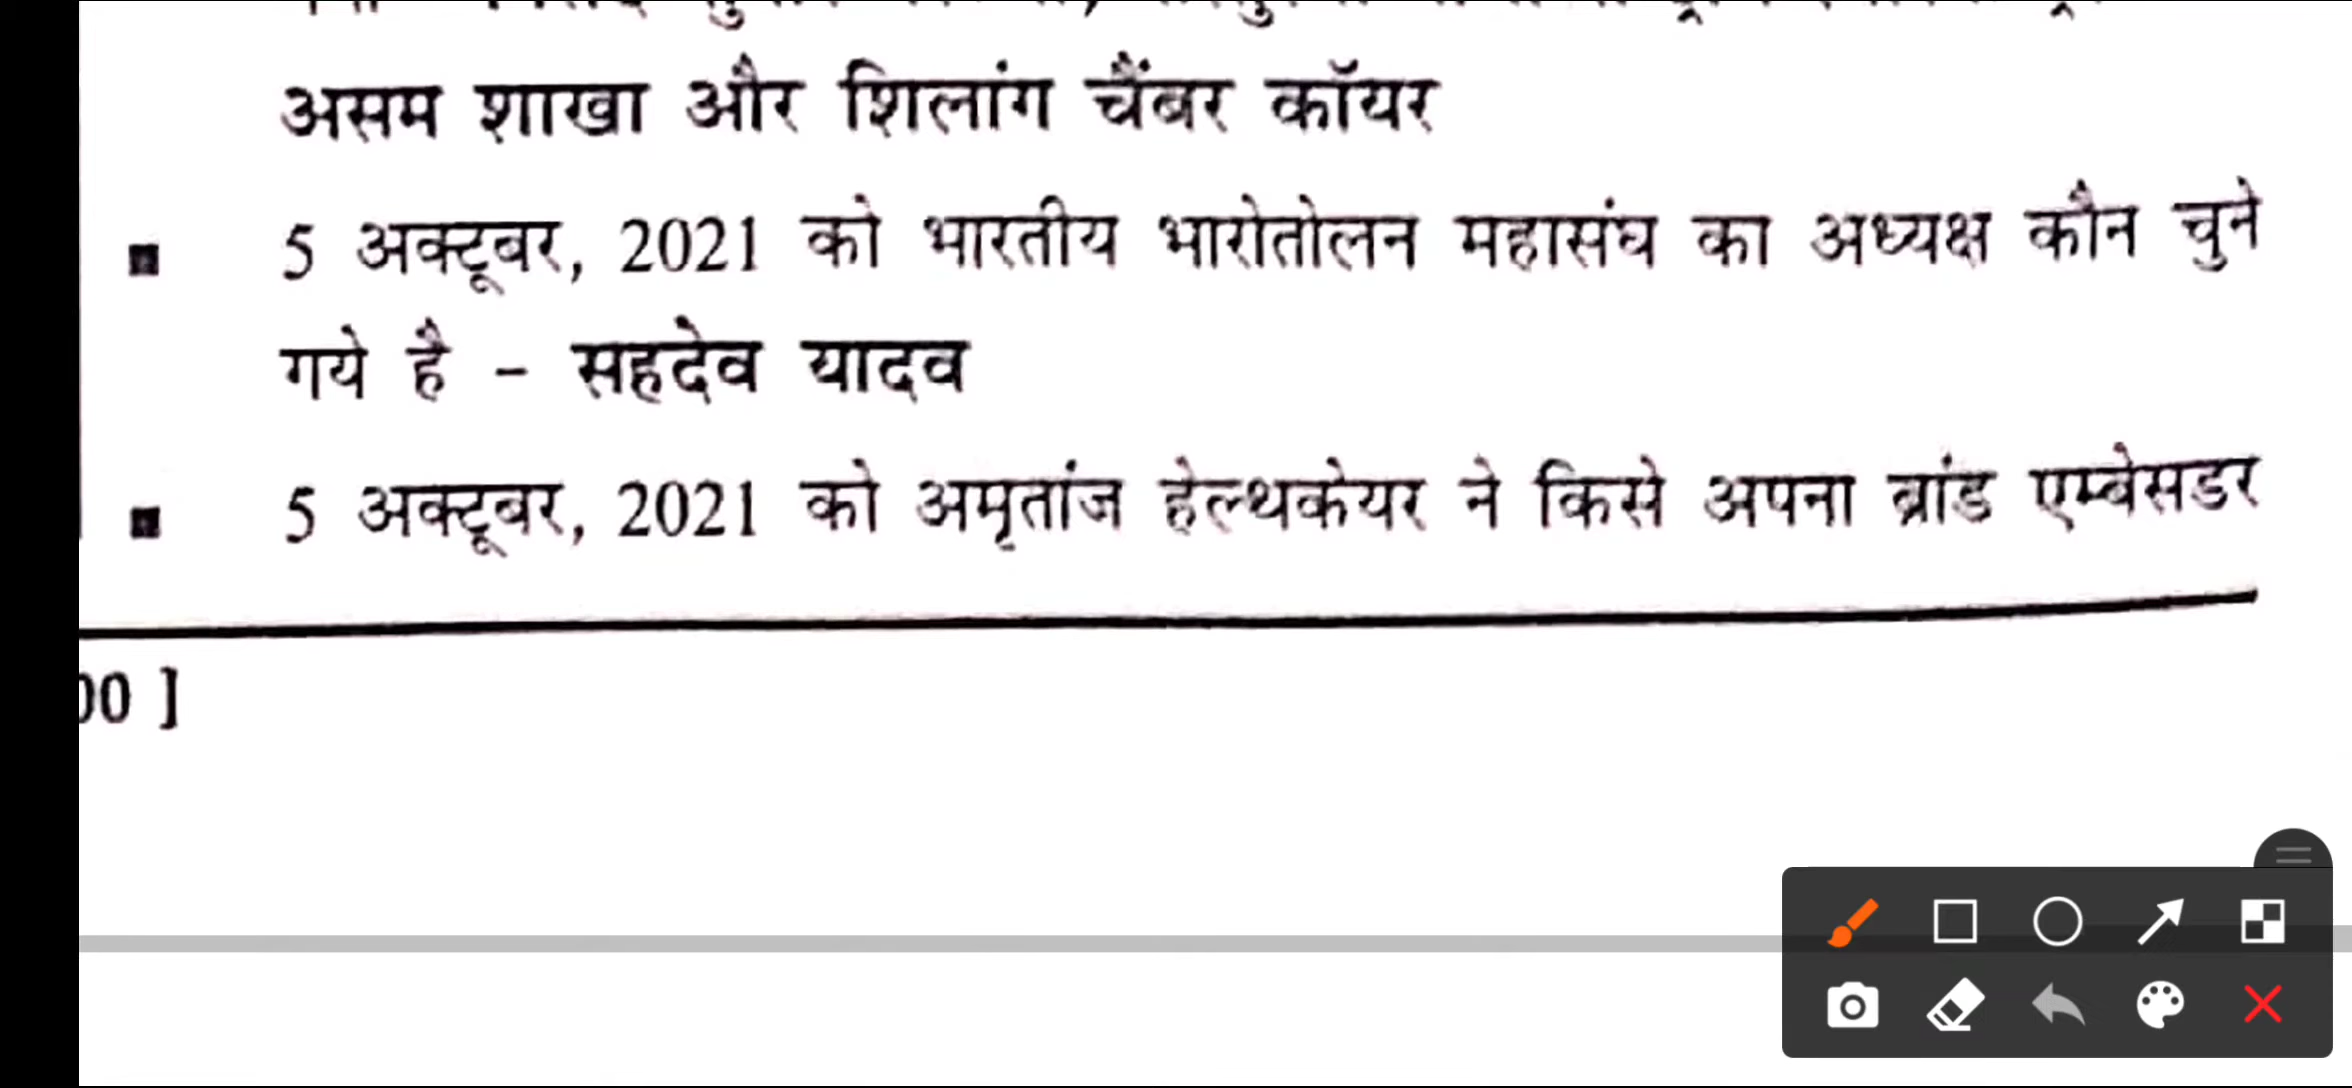 असम शाखा और शिलांग चैंबर कॉयर
▪ 5 अक्टूबर, 2021 को भारतीय भारोतोलन महासंघ का अध्यक्ष कौन चुने
गये है - सहदेव यादव
▪ 5 अक्टूबर, 2021 को अमृतांज हेल्थकेयर ने किसे अपना ब्रांड एम्बेसडर
00 ]